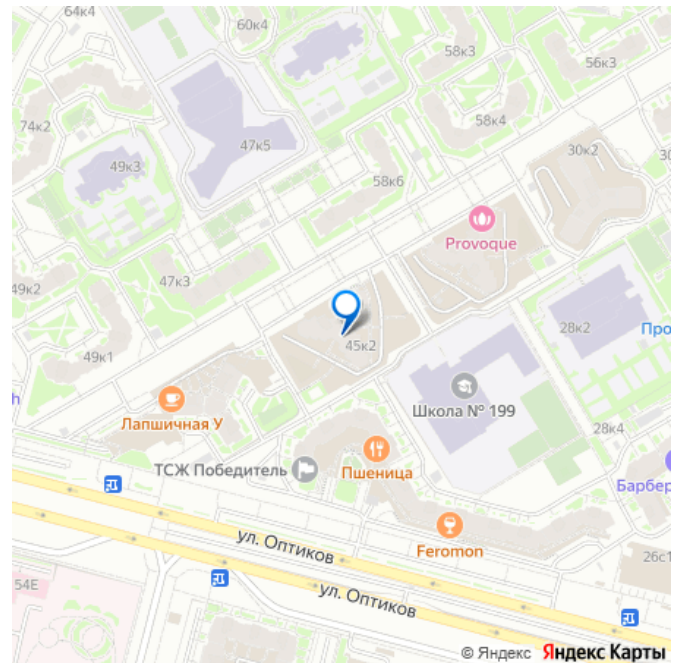 64к4
60к4
58к3
56к3
74к2
47к5
58к4
30к2
49к3
58к6
Provoque
47к3
49к2
28к2
Про
45к2
49к1
h
Школа № 199
Лапшичная У
28к4
ТСЖ Победитель
Пшеница
Барбер
ул. Оптиков
Feromon
26с1
54Е
ул. Оптиков
© Яндекс Яндекс Карты